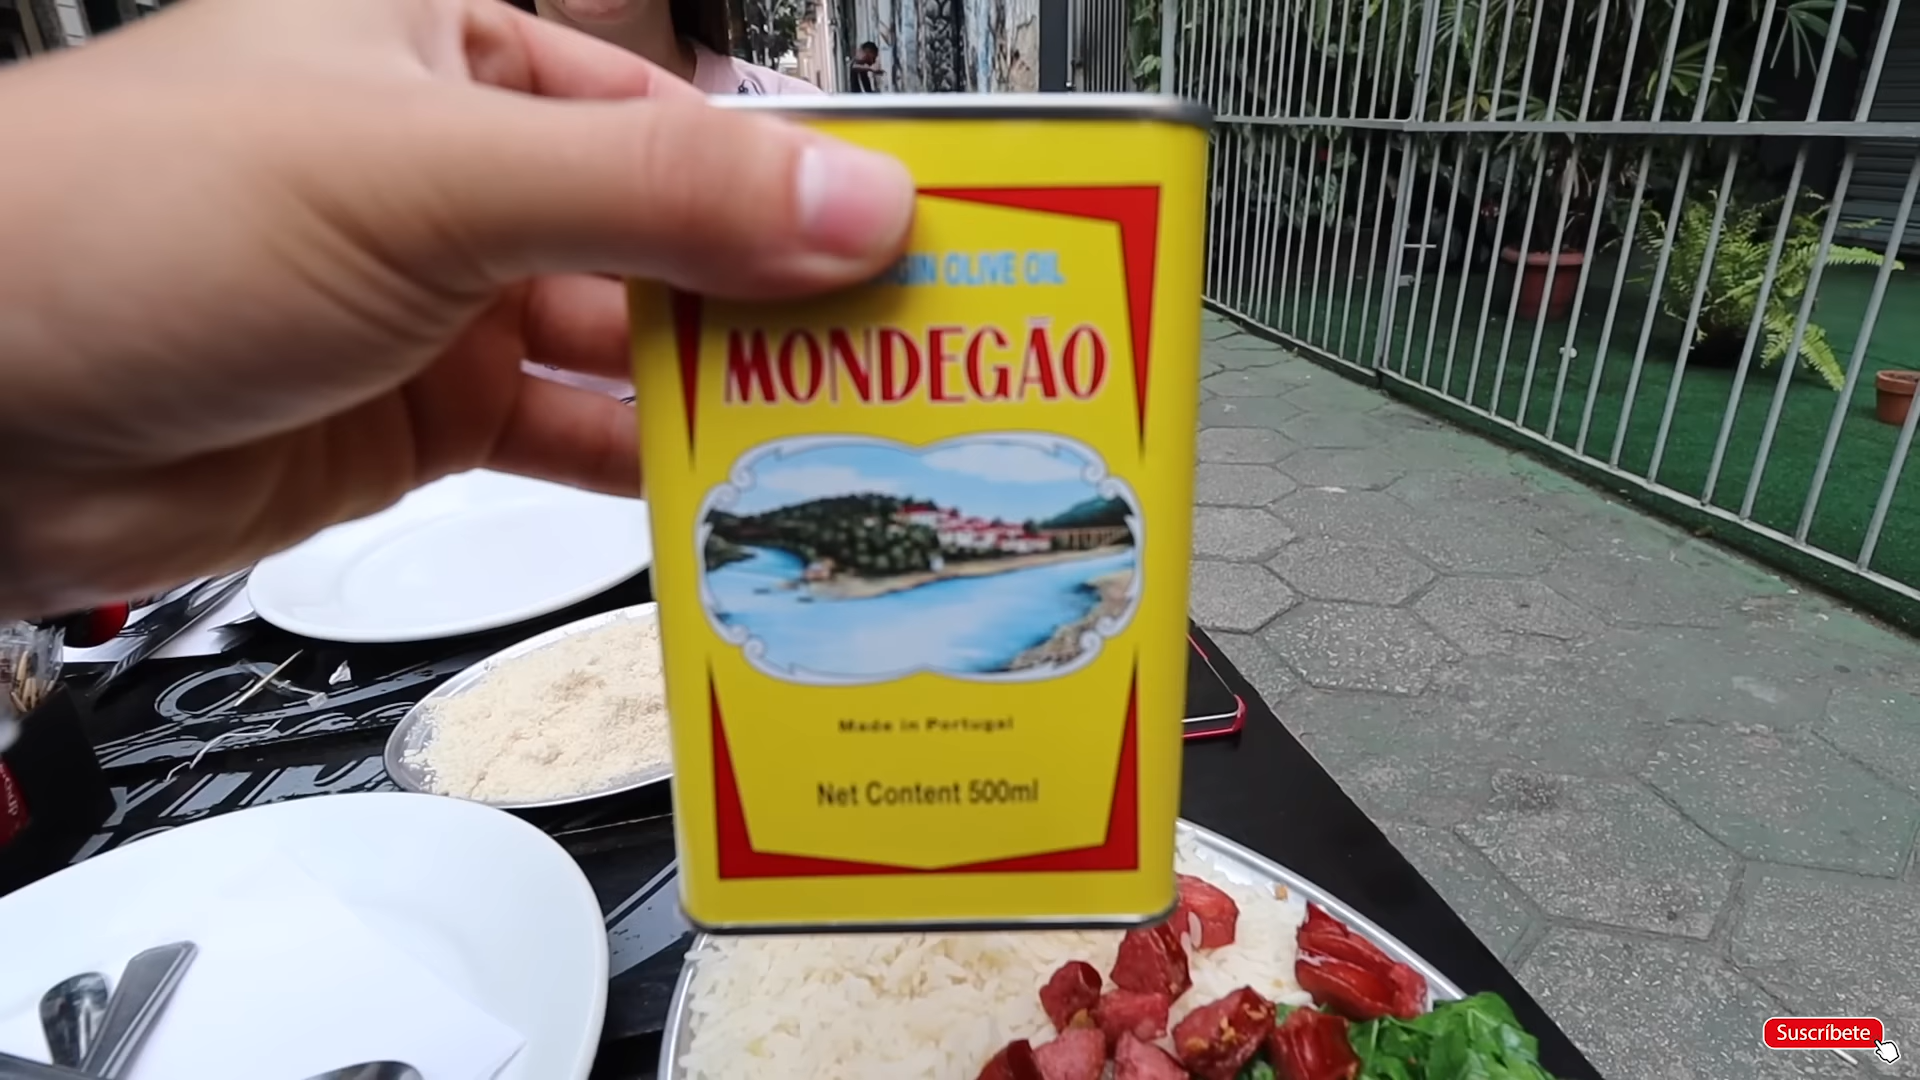 OLIVE OIL
MONDEGÃO
Made in Portugal
Net Content 500ml
Suscríbete